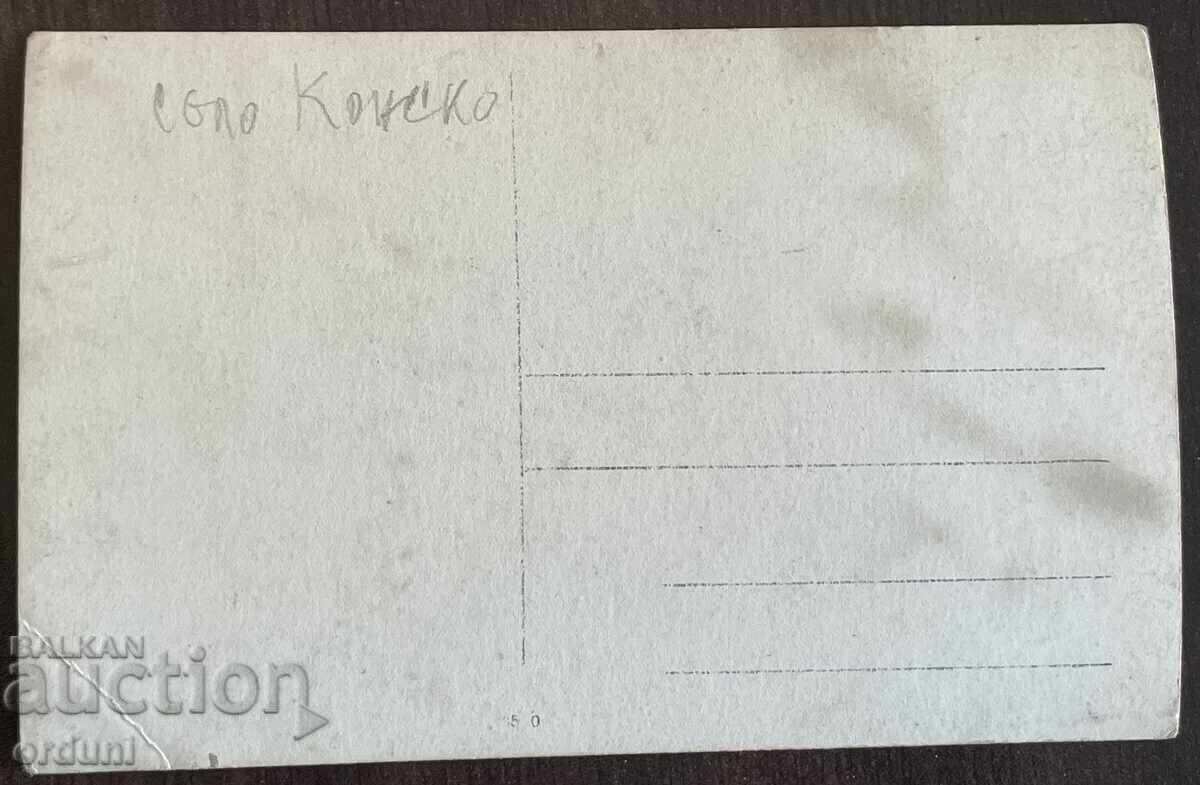 село Конско
50
BALKAN
auction
orduni